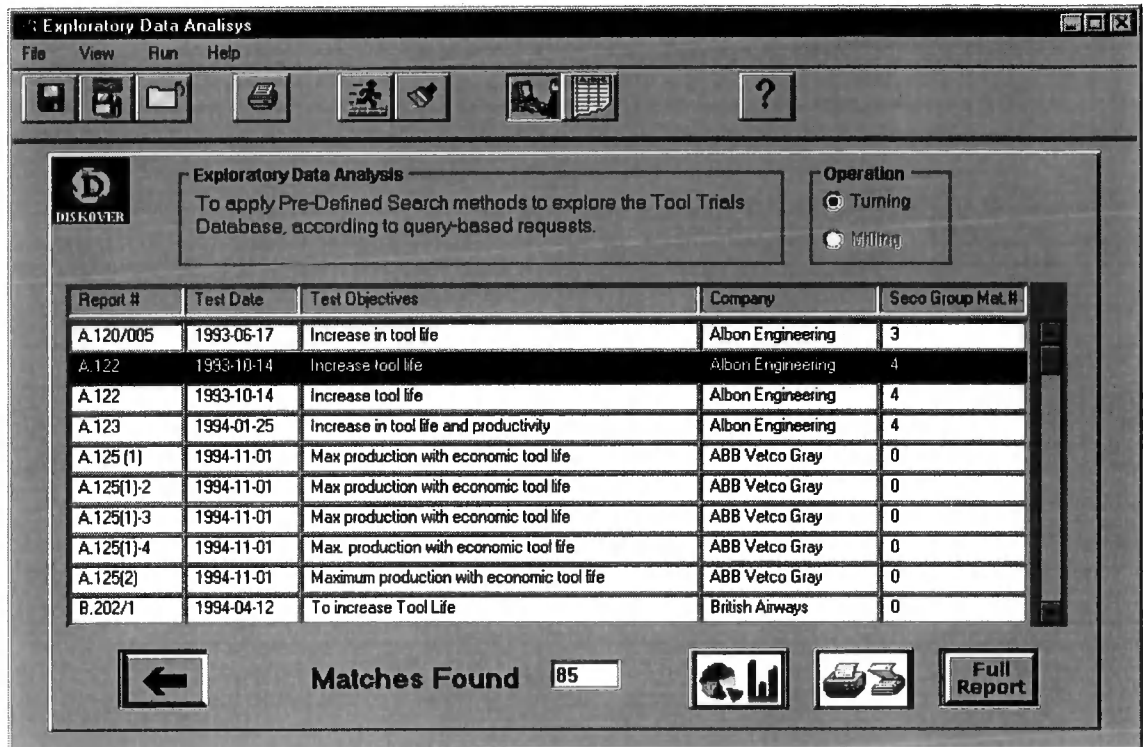 Exploratory Data Analisys
File View Run Help
?
D
DISKOVER
Exploratory Data Analysis
To apply Pre-Defined Search methods to explore the Tool Trials
Database, according to query-based requests.
Operation
Turning
Milling
Report # Test Date Test Objectives Company Seco Group Mat.#
A.120/005 1993-06-17 Increase in tool life Albon Engineering 3
A.122 1993-10-14 Increase tool life Albon Engineering 4
A.122 1993-10-14 Increase tool life Albon Engineering 4
A.123 1994-01-25 Increase in tool life and productivity Albon Engineering 4
A.125 (1) 1994-11-01 Max production with economic tool life ABB Vetco Gray 0
A.125(1)-2 1994-11-01 Max production with economic tool life ABB Vetco Gray 0
A.125(1)-3 1994-11-01 Max production with economic tool life ABB Vetco Gray 0
A.125(1)-4 1994-11-01 Max. production with economic tool life ABB Vetco Gray 0
A.125(2) 1994-11-01 Maximum production with economic tool life ABB Vetco Gray 0
B.202/1 1994-04-12 To increase Tool Life British Airways 0
Matches Found 85
Full
Report